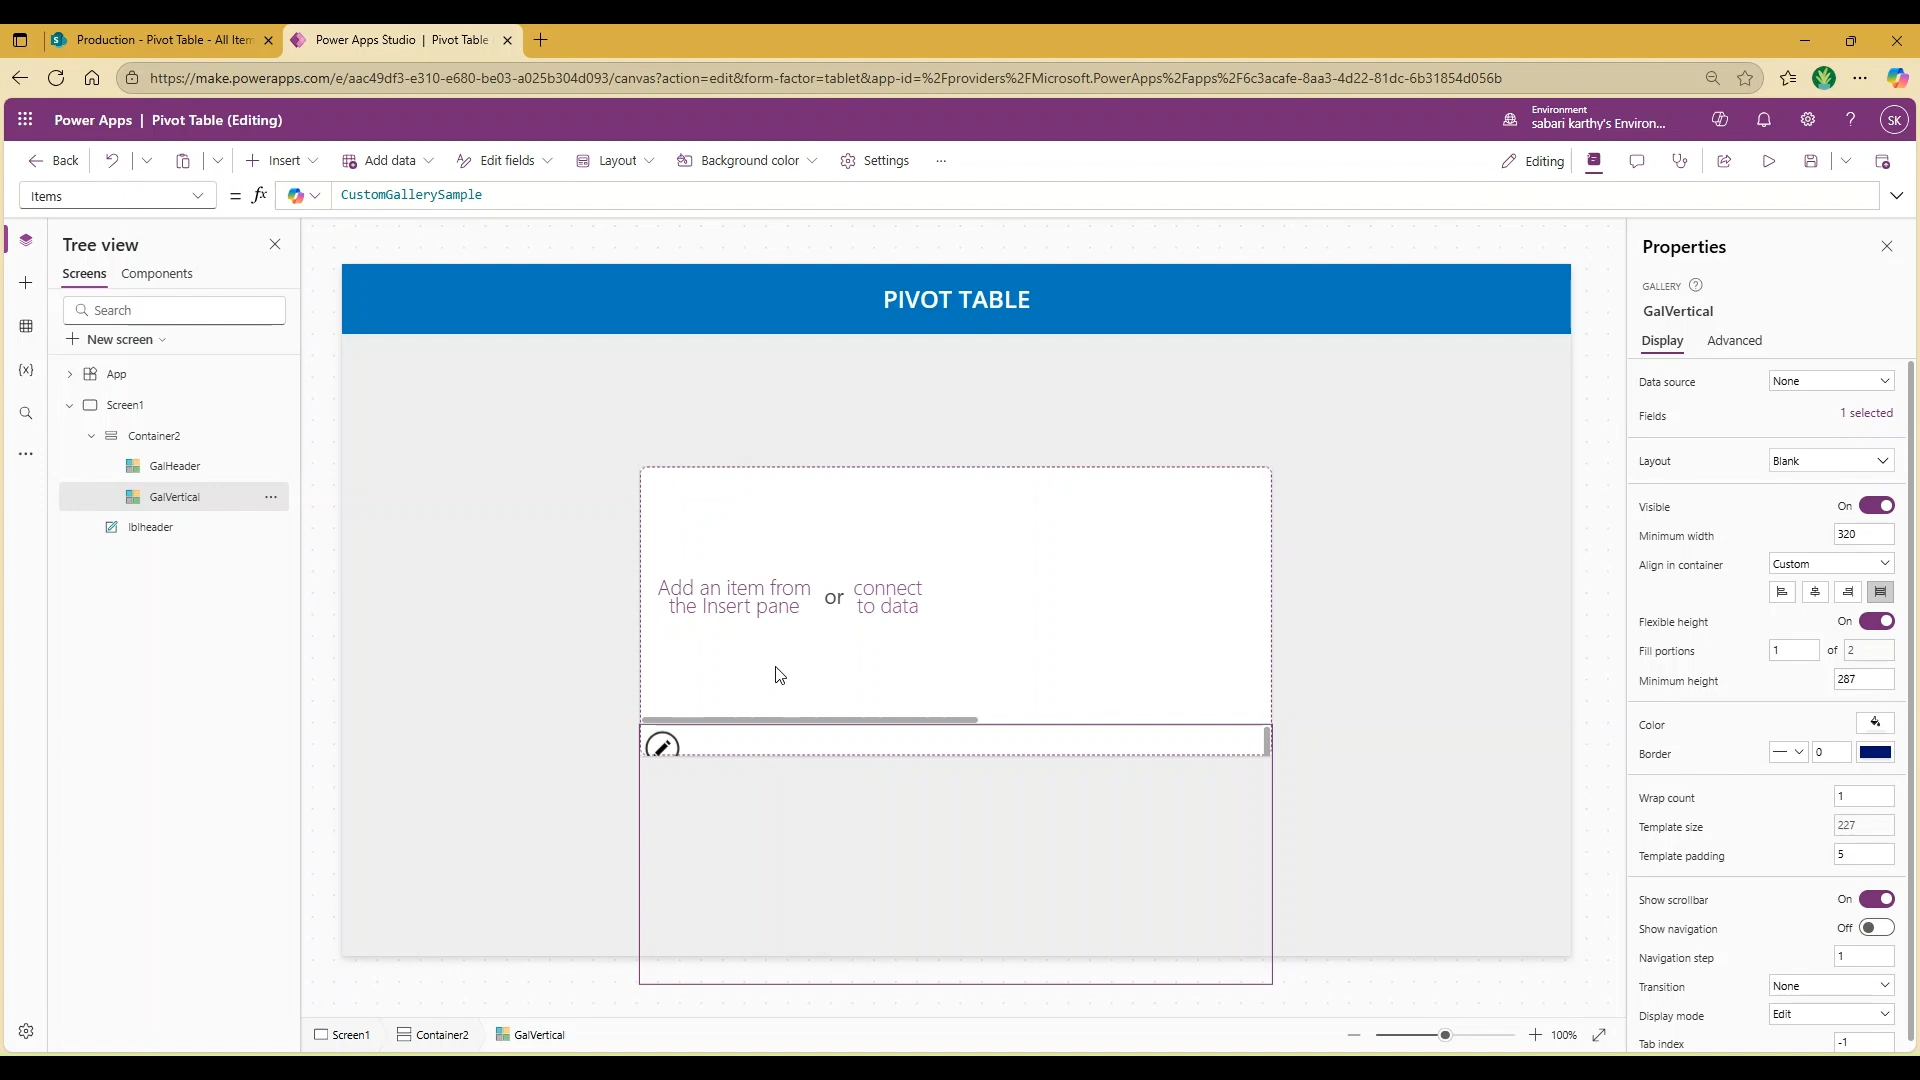 Production - Pivot Table - All Item
Power Apps Studio | Pivot Table
https://make.powerapps.com/e/aac49df3-e310-e680-be03-a025b304d093/canvas?action=edit&form-factor=tablet&app-id=%2Fproviders%2FMicrosoft.PowerApps%2Fapps%2F6c3acafe-8aa3-4d22-81dc-6b31854d056b
Power Apps | Pivot Table (Editing)
Environment
sabari karthy's Environ...
SK
Back
Insert
Add data
Edit fields
Layout
Background color
Settings
...
Editing
Items
= fx
CustomGallerySample
Tree view
Screens
Components
Search
New screen
App
Screen1
Container2
GalHeader
GalVertical
...
lblheader
PIVOT TABLE
Add an item from
the Insert pane
or
connect
to data
Properties
GALLERY
GalVertical
Display
Advanced
Data source
None
Fields
1 selected
Layout
Blank
Visible
On
Minimum width
320
Align in container
Custom
Flexible height
On
Fill portions
1
of
2
Minimum height
287
Color
Border
0
Wrap count
1
Template size
227
Template padding
5
Show scrollbar
On
Show navigation
Off
Navigation step
1
Transition
None
Display mode
Edit
Tab index
-1
Screen1
Container2
GalVertical
100%